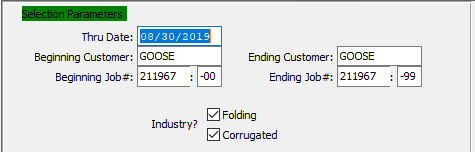 Selection Parameters
Thru Date: 08/30/2019
Beginning Customer: GOOSE Ending Customer: GOOSE
Beginning Job#: 211967 : -00 Ending Job#: 211967 : -99
Industry? Folding
Corrugated